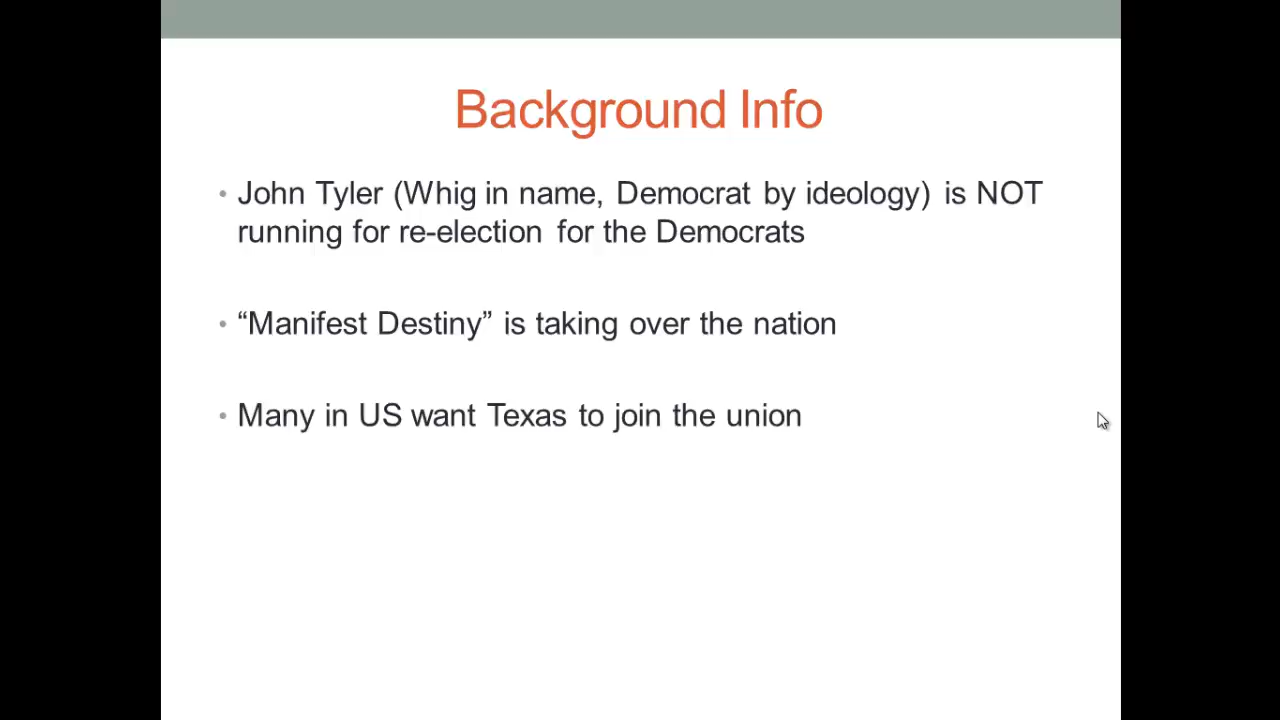 Background Info
• John Tyler (Whig in name, Democrat by ideology) is NOT
running for re-election for the Democrats
• “Manifest Destiny” is taking over the nation
• Many in US want Texas to join the union